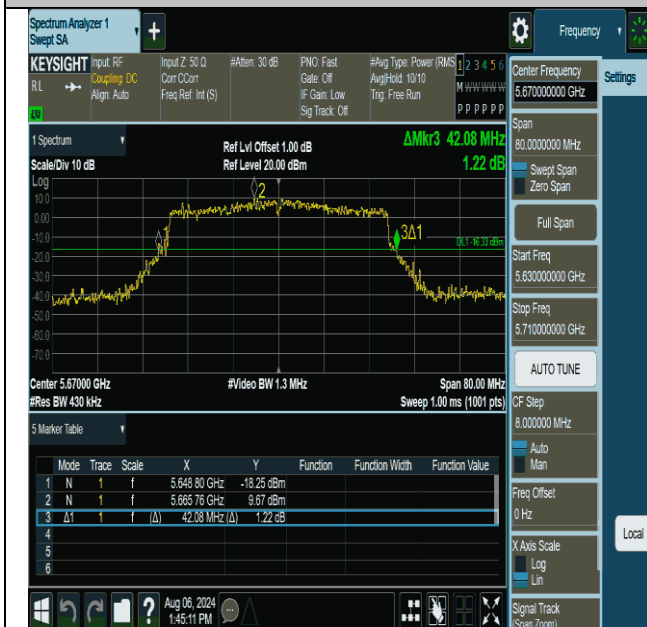 Spectrum Analyzer 1
Swept SA
+
Frequency
KEYSIGHT
RL
Input: RF
Coupling: DC
Align: Auto
Input Z: 50 Ω
Corr CCorr
Freq Ref: Int (S)
#Atten: 30 dB
PNO: Fast
Gate: Off
IF Gain: Low
Sig Track: Off
#Avg Type: Power (RMS
Avg|Hold: 10/10
Trig: Free Run
1 2 3 4 5 6
M W W W W W
P P P P P P
Center Frequency
5.670000000 GHz
Settings
Span
80.0000000 MHz
Swept Span
Zero Span
Full Span
Start Freq
5.630000000 GHz
Stop Freq
5.710000000 GHz
AUTO TUNE
CF Step
8.000000 MHz
Auto
Man
Freq Offset
0 Hz
X Axis Scale
Log
Lin
Signal Track
(Span Zoom)
Local
1 Spectrum
Scale/Div 10 dB
Log
Ref Lvl Offset 1.00 dB
Ref Level 20.00 dBm
ΔMkr3 42.08 MHz
1.22 dB
10.0
0.00
-10.0
-20.0
-30.0
-40.0
-50.0
-60.0
-70.0
1
2
3Δ1
DL1 -16.33 dBm
Center 5.67000 GHz
#Res BW 430 kHz
#Video BW 1.3 MHz
Span 80.00 MHz
Sweep 1.00 ms (1001 pts)
5 Marker Table
Mode Trace Scale X Y Function Function Width Function Value
1 N 1 f 5.648 80 GHz -18.25 dBm
2 N 1 f 5.665 76 GHz 9.67 dBm
3 Δ1 1 f (Δ) 42.08 MHz (Δ) 1.22 dB
4
5
6
?
Aug 06, 2024
1:45:11 PM